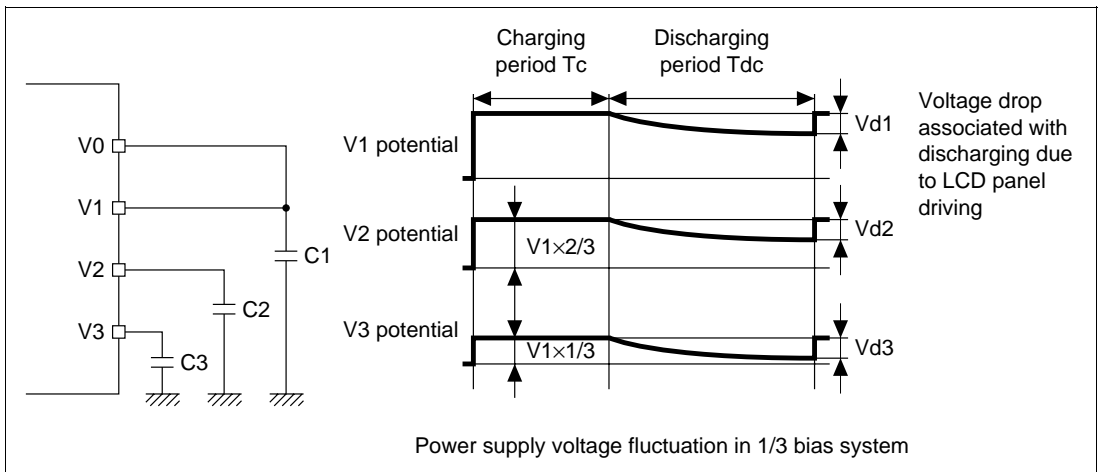 Charging
period Tc
Discharging
period Tdc
V0
V1
V2
V3
C1
C2
C3
V1 potential
Vd1
Voltage drop
associated with
discharging due
to LCD panel
driving
V2 potential
V1×2/3
Vd2
V3 potential
V1×1/3
Vd3
Power supply voltage fluctuation in 1/3 bias system